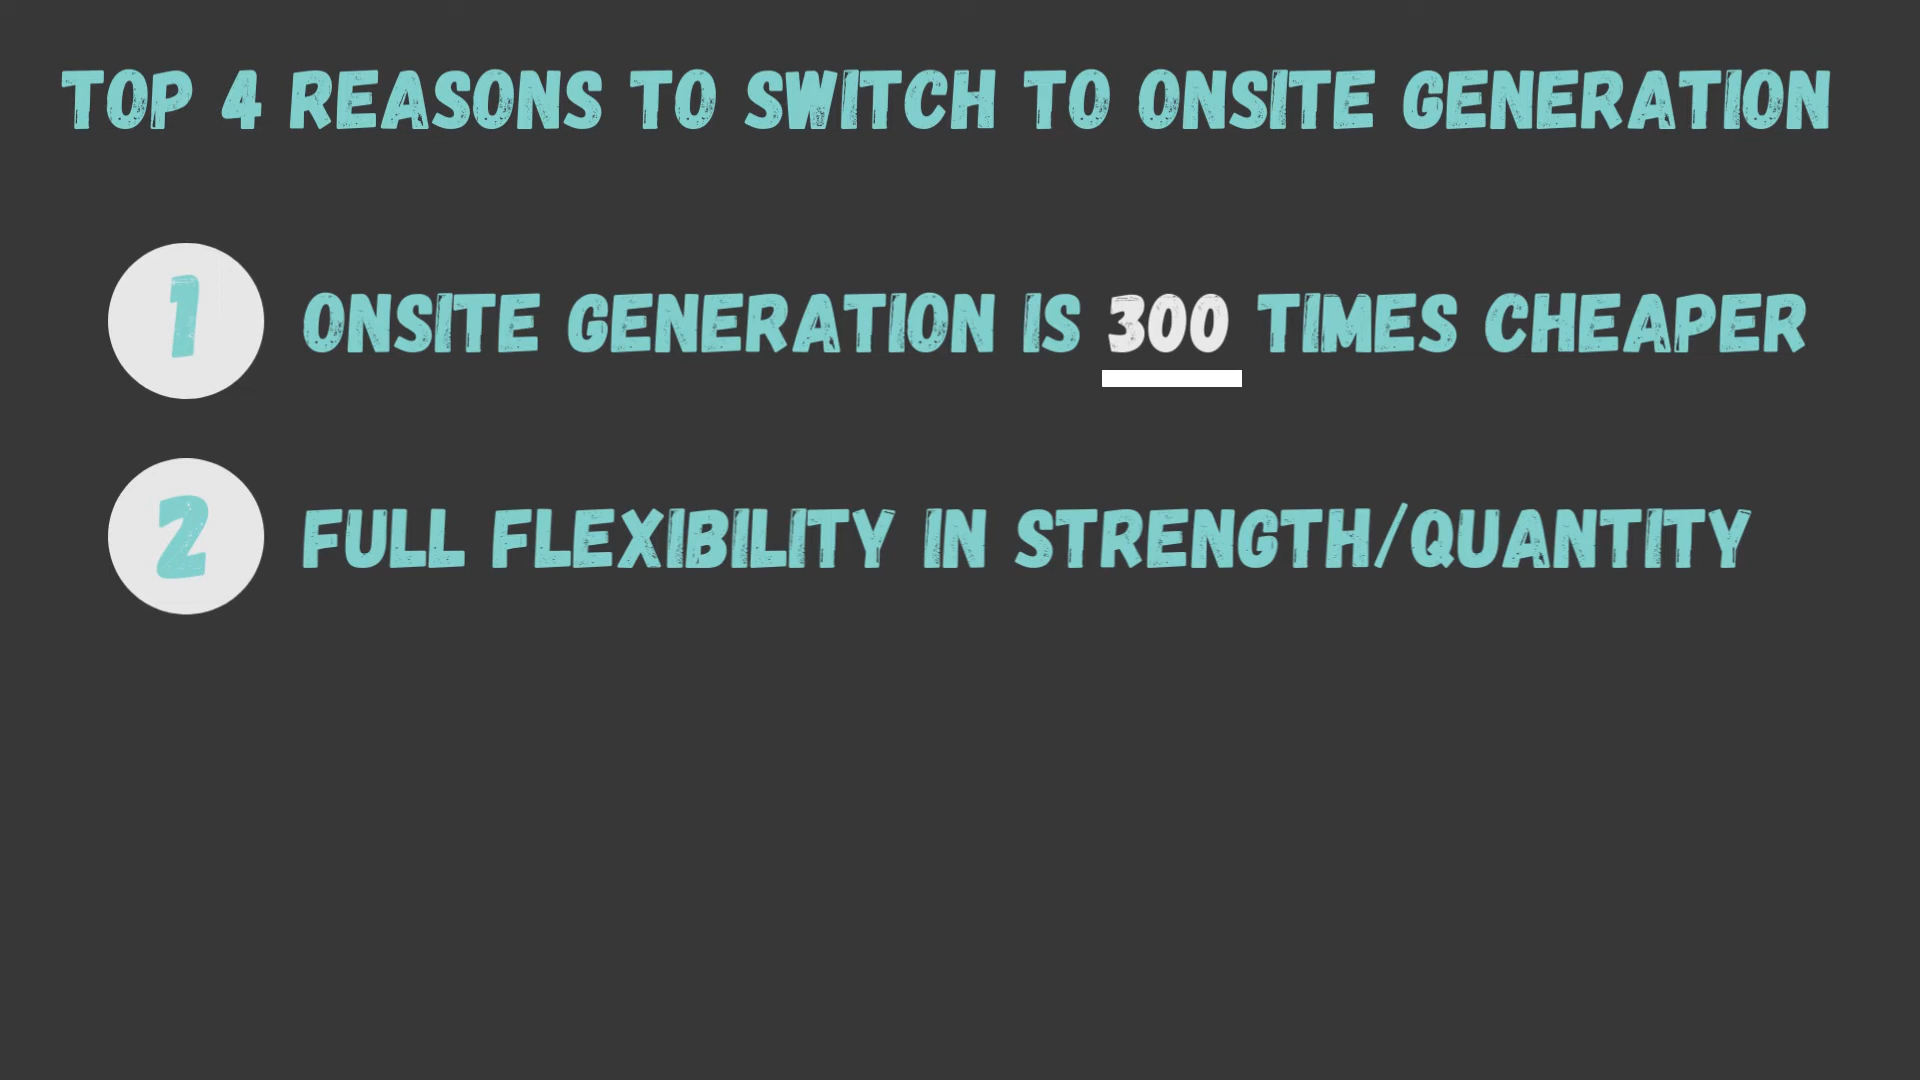 TOP 4 REASONS TO SWITCH TO ONSITE GENERATION
1 ONSITE GENERATION IS 300 TIMES CHEAPER
2 FULL FLEXIBILITY IN STRENGTH/QUANTITY